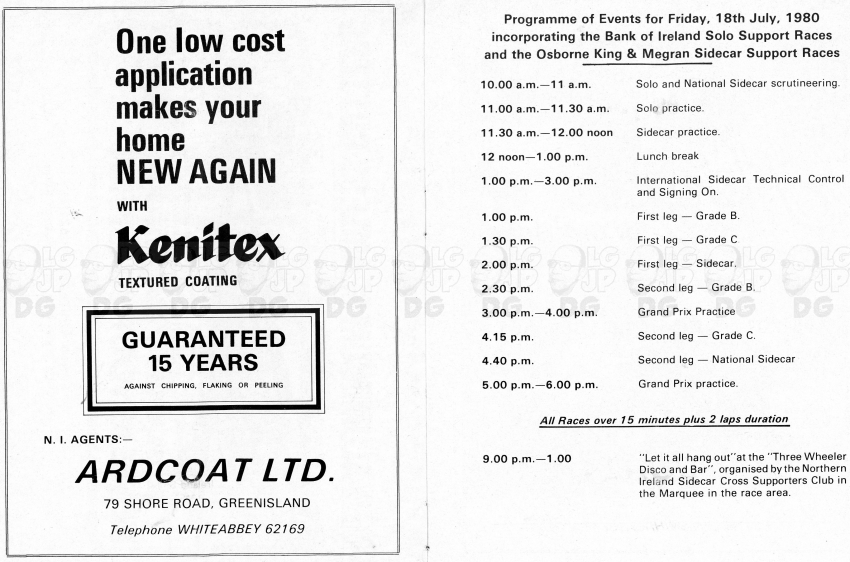 One low cost
application
makes your
home
NEW AGAIN
WITH
Kenitex
TEXTURED COATING
GUARANTEED
15 YEARS
AGAINST CHIPPING, FLAKING OR PEELING
N. I. AGENTS:—
ARDCOAT LTD.
79 SHORE ROAD, GREENISLAND
Telephone WHITEABBEY 62169
Programme of Events for Friday, 18th July, 1980
incorporating the Bank of Ireland Solo Support Races
and the Osborne King & Megran Sidecar Support Races
10.00 a.m.—11 a.m. Solo and National Sidecar scrutineering.
11.00 a.m.—11.30 a.m. Solo practice.
11.30 a.m.—12.00 noon Sidecar practice.
12 noon—1.00 p.m. Lunch break
1.00 p.m.—3.00 p.m. International Sidecar Technical Control
and Signing On.
1.00 p.m. First leg — Grade B.
1.30 p.m. First leg — Grade C
2.00 p.m. First leg — Sidecar.
2.30 p.m. Second leg — Grade B.
3.00 p.m.—4.00 p.m. Grand Prix Practice
4.15 p.m. Second leg — Grade C.
4.40 p.m. Second leg — National Sidecar
5.00 p.m.—6.00 p.m. Grand Prix practice.
All Races over 15 minutes plus 2 laps duration
9.00 p.m.—1.00 "Let it all hang out"at the "Three Wheeler
Disco and Bar", organised by the Northern
Ireland Sidecar Cross Supporters Club in
the Marquee in the race area.
LG
JP
DG